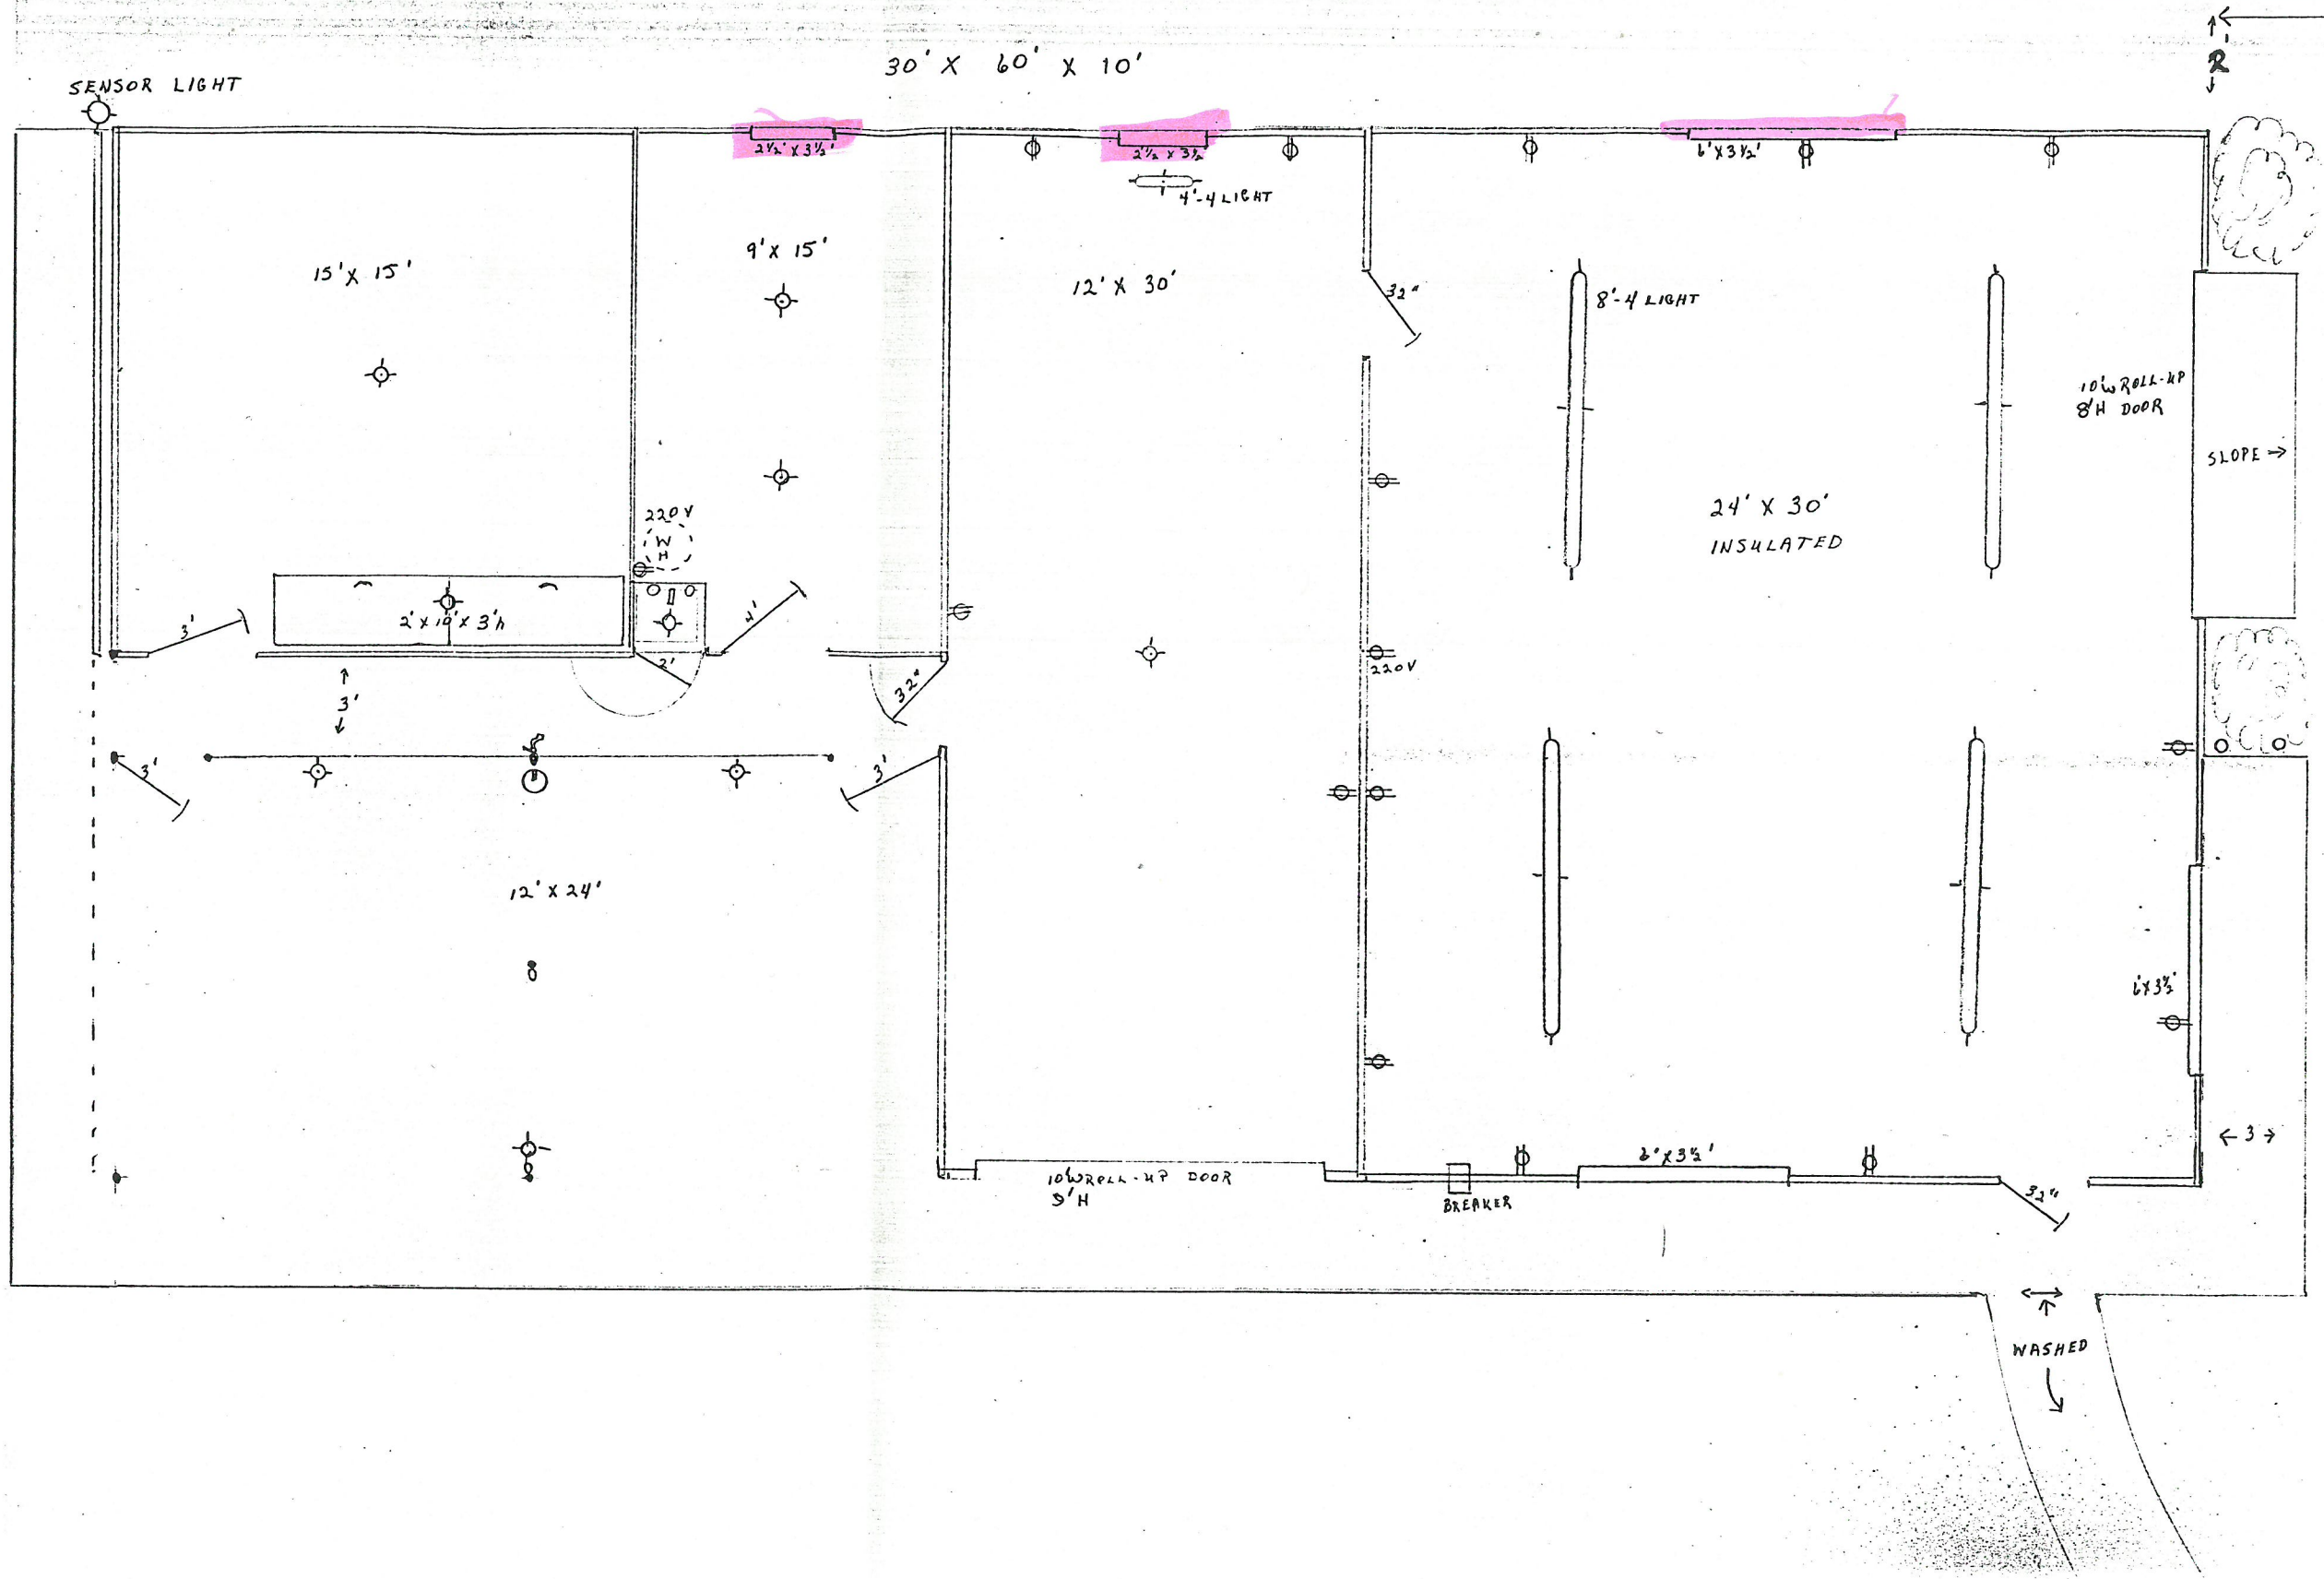 30' X 60' X 10'
R'
SENSOR LIGHT
2½' X 3½'
2½ X 3½
6' X 3½'
4'-4 LIGHT
15' X 15'
9' X 15'
12' X 30'
32"
8'-4 LIGHT
10'W ROLL-UP
8'H DOOR
SLOPE →
24' X 30'
INSULATED
220V
W
H
2' X 10' X 3'h
3'
4'
2'
32"
220V
3'
3'
3'
12' X 24'
6X3½'
← 3 →
6' X 3½'
10'W ROLL-UP DOOR
9'H
BREAKER
32"
WASHED